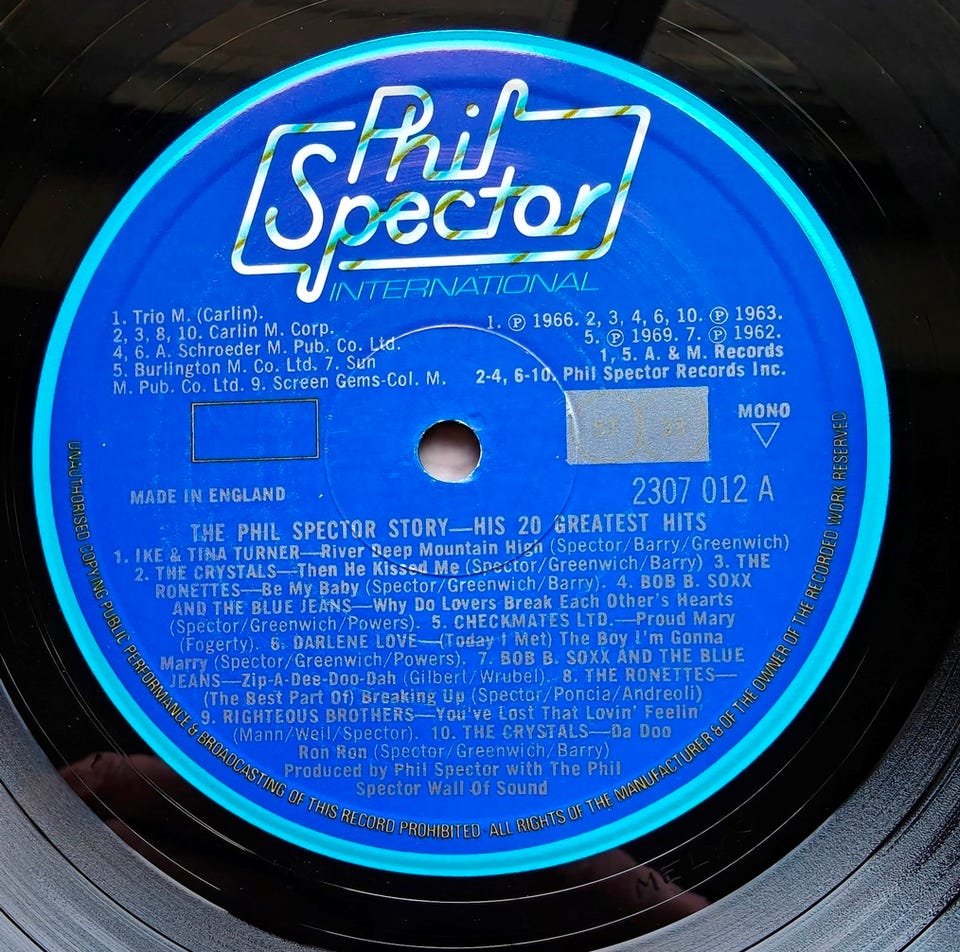 Phil
Spector
INTERNATIONAL
1. Trio M. (Carlin).
2, 3, 8, 10. Carlin M. Corp.
4, 6. A. Schroeder M. Pub. Co. Ltd.
5. Burlington M. Co. Ltd. 7. Sun
M. Pub. Co. Ltd. 9. Screen Gems-Col. M.
1. Ⓟ 1966. 2, 3, 4, 6, 10. Ⓟ 1963.
5. Ⓟ 1969. 7. Ⓟ 1962.
1, 5. A. & M. Records
2-4, 6-10. Phil Spector Records Inc.
ST 33
MONO
MADE IN ENGLAND
2307 012 A
THE PHIL SPECTOR STORY—HIS 20 GREATEST HITS
1. IKE & TINA TURNER—River Deep Mountain High (Spector/Barry/Greenwich)
2. THE CRYSTALS—Then He Kissed Me (Spector/Greenwich/Barry) 3. THE
RONETTES—Be My Baby (Spector/Greenwich/Barry). 4. BOB B. SOXX
AND THE BLUE JEANS—Why Do Lovers Break Each Other's Hearts
(Spector/Greenwich/Powers). 5. CHECKMATES LTD.—Proud Mary
(Fogerty). 6. DARLENE LOVE—(Today I Met) The Boy I'm Gonna
Marry (Spector/Greenwich/Powers). 7. BOB B. SOXX AND THE BLUE
JEANS—Zip-A-Dee-Doo-Dah (Gilbert/Wrubel). 8. THE RONETTES—
(The Best Part Of) Breaking Up (Spector/Poncia/Andreoli)
9. RIGHTEOUS BROTHERS—You've Lost That Lovin' Feelin'
(Mann/Weil/Spector). 10. THE CRYSTALS—Da Doo
Ron Ron (Spector/Greenwich/Barry)
Produced by Phil Spector with The Phil
Spector Wall Of Sound
UNAUTHORISED COPYING PUBLIC PERFORMANCE & BROADCASTING OF THIS RECORD PROHIBITED · ALL RIGHTS OF THE MANUFACTURER & OF THE OWNER OF THE RECORDED WORK RESERVED